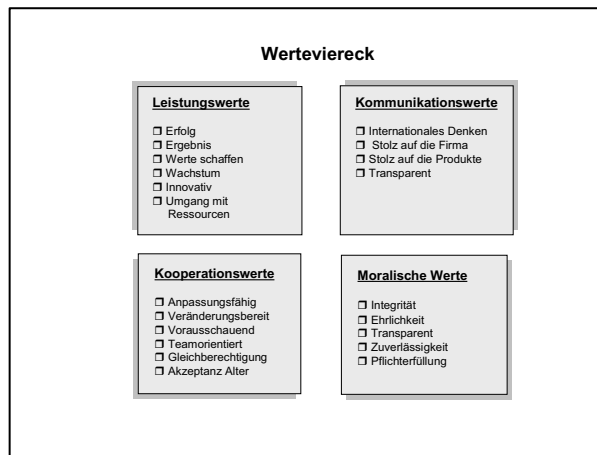 Werteviereck
Leistungswerte
❒ Erfolg
❒ Ergebnis
❒ Werte schaffen
❒ Wachstum
❒ Innovativ
❒ Umgang mit
Ressourcen
Kommunikationswerte
❒ Internationales Denken
❒ Stolz auf die Firma
❒ Stolz auf die Produkte
❒ Transparent
Kooperationswerte
❒ Anpassungsfähig
❒ Veränderungsbereit
❒ Vorausschauend
❒ Teamorientiert
❒ Gleichberechtigung
❒ Akzeptanz Alter
Moralische Werte
❒ Integrität
❒ Ehrlichkeit
❒ Transparent
❒ Zuverlässigkeit
❒ Pflichterfüllung